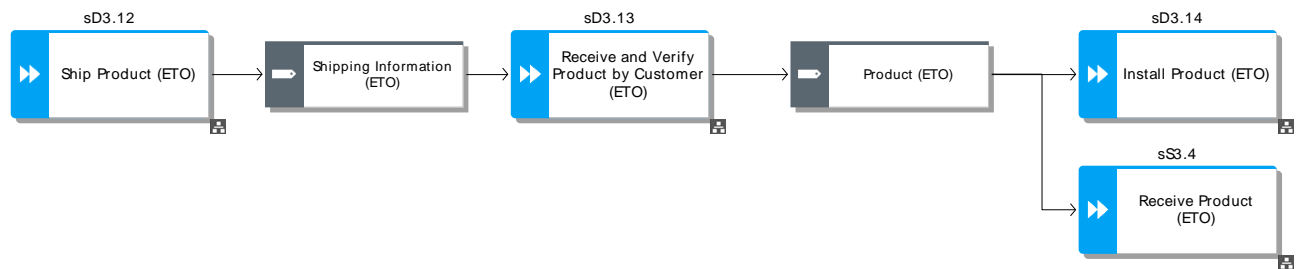 sD3.12
Ship Product (ETO)
Shipping Information
(ETO)
sD3.13
Receive and Verify
Product by Customer
(ETO)
Product (ETO)
sD3.14
Install Product (ETO)
sS3.4
Receive Product
(ETO)